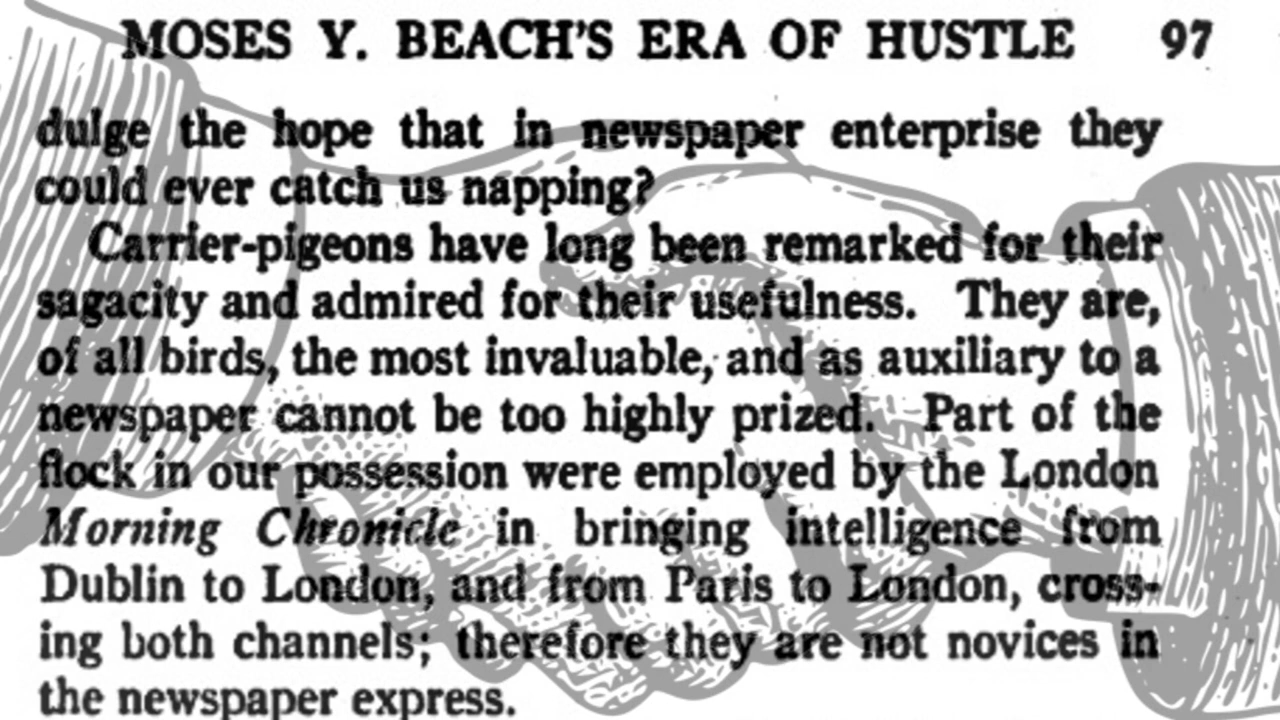 MOSES Y. BEACH'S ERA OF HUSTLE 97
dulge the hope that in newspaper enterprise they
could ever catch us napping?
Carrier-pigeons have long been remarked for their
sagacity and admired for their usefulness. They are,
of all birds, the most invaluable, and as auxiliary to a
newspaper cannot be too highly prized. Part of the
flock in our possession were employed by the London
Morning Chronicle in bringing intelligence from
Dublin to London, and from Paris to London, cross-
ing both channels; therefore they are not novices in
the newspaper express.